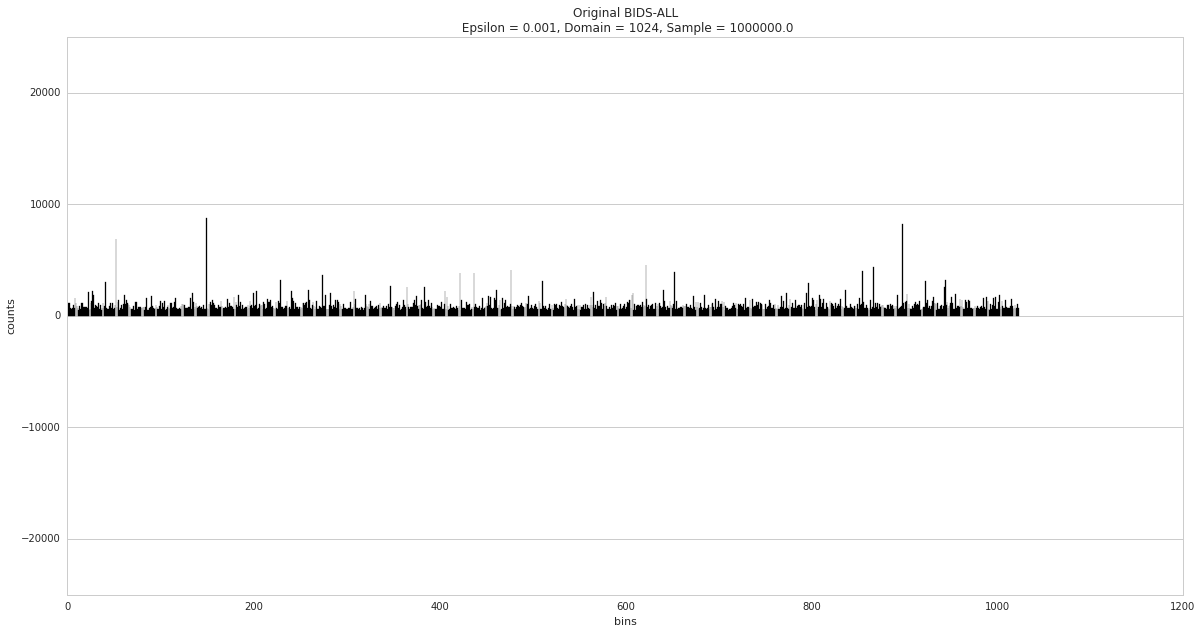 Original BIDS-ALL
Epsilon = 0.001, Domain = 1024, Sample = 1000000.0
20000
10000
0
−10000
−20000
counts
0 200 400 600 800 1000 1200
bins